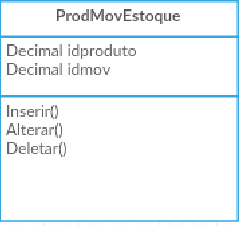 ProdMovEstoque
Decimal idproduto
Decimal idmov
Inserir()
Alterar()
Deletar()